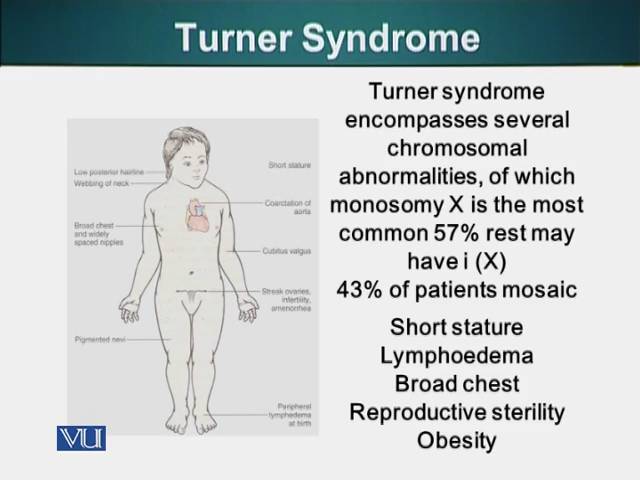 Turner Syndrome
Turner syndrome
encompasses several
chromosomal
abnormalities, of which
monosomy X is the most
common 57% rest may
have i (X)
43% of patients mosaic
Short stature
Lymphoedema
Broad chest
Reproductive sterility
Obesity
Low posterior hairline
Webbing of neck
Broad chest
and widely
spaced nipples
Pigmented nevi
Short stature
Coarctation of
aorta
Cubitus valgus
Streak ovaries,
infertility,
amenorrhea
Peripheral
lymphedema
at birth
VU